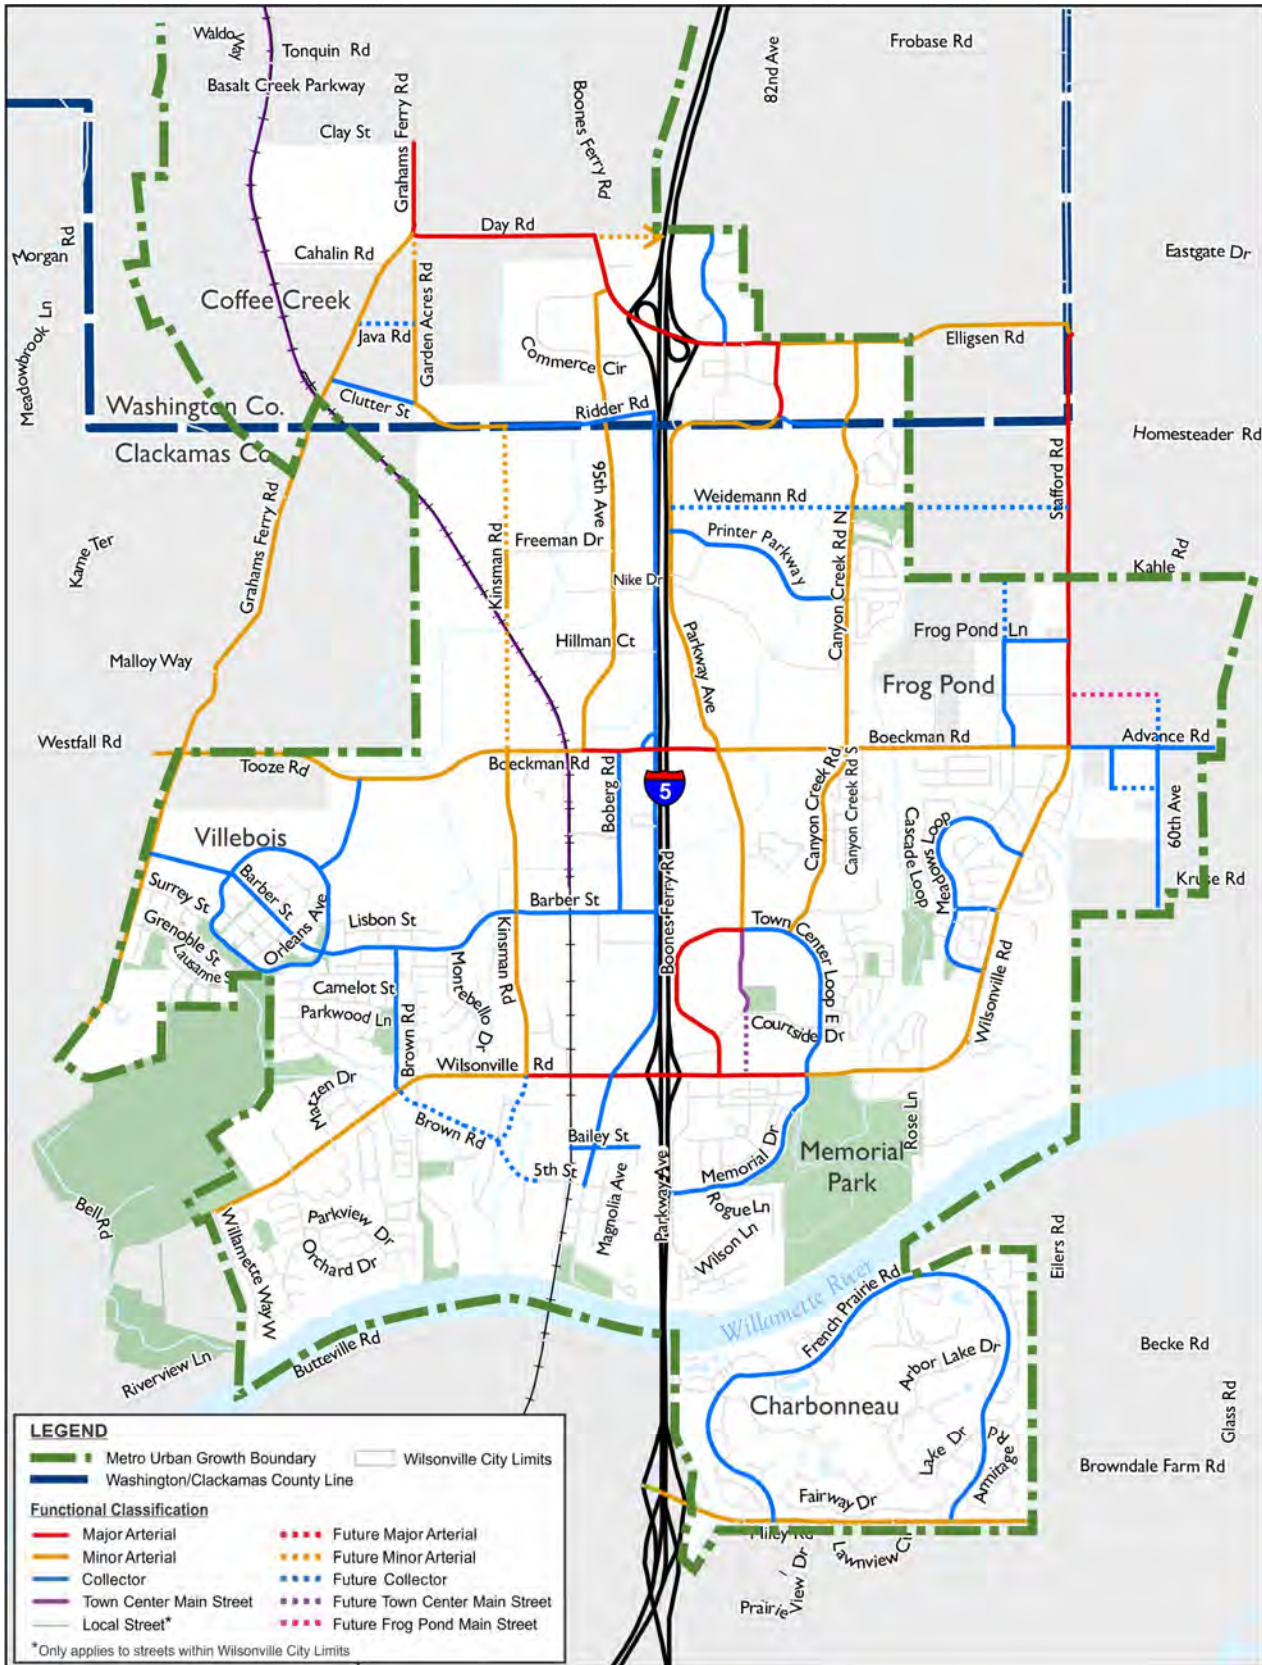 Waldo Way
Tonquin Rd
Frobase Rd
Basalt Creek Parkway
82nd Ave
Boones Ferry Rd
Clay St
Grahams Ferry Rd
Day Rd
Morgan Rd
Cahalin Rd
Eastgate Dr
Coffee Creek
Garden Acres Rd
Java Rd
Meadowbrook Ln
Elligsen Rd
Commerce Cir
Washington Co.
Clutter St
Ridder Rd
Clackamas Co.
Homesteader Rd
Stafford Rd
95th Ave
Weidemann Rd
Grahams Ferry Rd
Kinsman Rd
Freeman Dr
Printer Parkway
Canyon Creek Rd N
Kame Ter
Kahle Rd
Nike Dr
Hillman Ct
Frog Pond Ln
Malloy Way
Parkway Ave
Frog Pond
Westfall Rd
Boeckman Rd
Advance Rd
Tooze Rd
Boeckman Rd
Boberg Rd
5
Canyon Creek Rd
Canyon Creek Rd S
60th Ave
Villebois
Cascade Loop
Meadows Loop
Kruse Rd
Surrey St
Barber St
Orleans Ave
Barber St
Boones Ferry Rd
Grenoble St
Lisbon St
Town Center Loop E
Lausanne S
Kinsman Rd
Montebello Dr
Wilsonville Rd
Camelot St
Parkwood Ln
Brown Rd
Courtside Dr
Wilsonville Rd
Matzen Dr
Rose Ln
Brown Rd
Bailey St
Memorial Dr
Memorial
Park
5th St
Magnolia Ave
Parkway Ave
Rogue Ln
Wilson Ln
Bell Rd
Willamette Way W
Parkview Dr
Orchard Dr
Eilers Rd
Willamette River
French Prairie Rd
Butteville Rd
Riverview Ln
Becke Rd
Arbor Lake Dr
Charbonneau
Glass Rd
Lake Dr
Armitage Rd
Browndale Farm Rd
Fairway Dr
Miley Rd
Lawnview Cir
Prairie View Dr
LEGEND
Metro Urban Growth Boundary
Wilsonville City Limits
Washington/Clackamas County Line
Functional Classification
Major Arterial
Future Major Arterial
Minor Arterial
Future Minor Arterial
Collector
Future Collector
Town Center Main Street
Future Town Center Main Street
Local Street*
Future Frog Pond Main Street
*Only applies to streets within Wilsonville City Limits